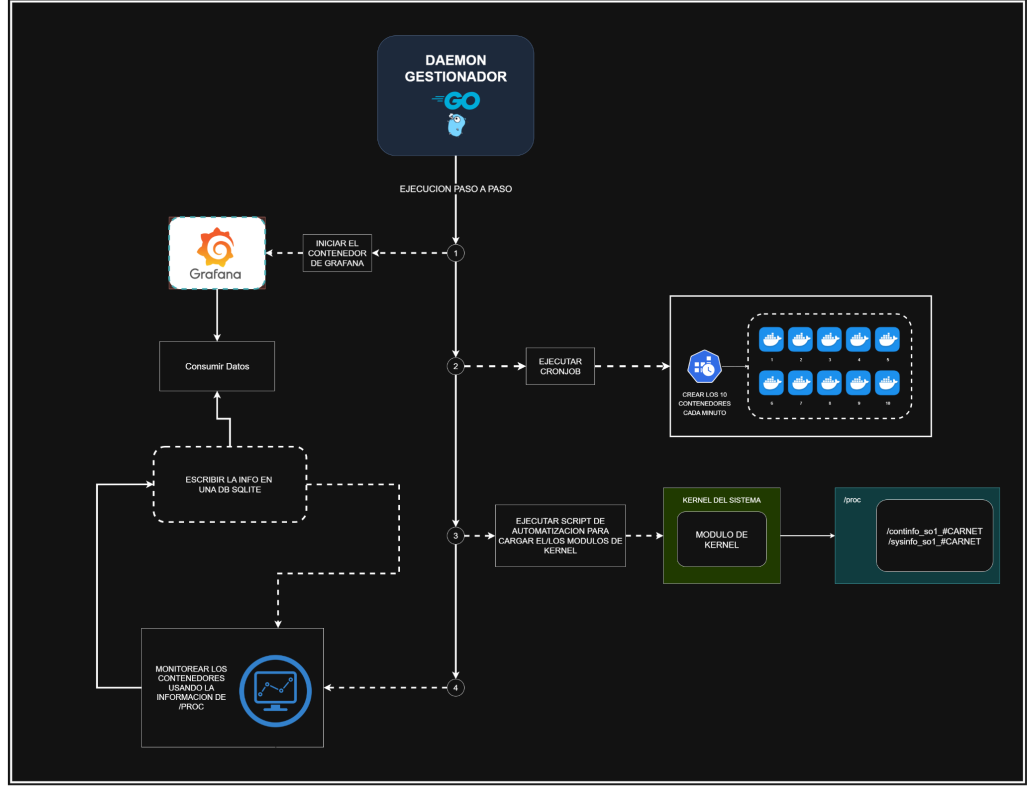 DAEMON
GESTIONADOR
GO
EJECUCION PASO A PASO
1
INICIAR EL
CONTENEDOR
DE GRAFANA
Grafana
Consumir Datos
2
EJECUTAR
CRONJOB
CREAR LOS 10
CONTENEDORES
CADA MINUTO
1 2 3 4 5
6 7 8 9 10
ESCRIBIR LA INFO EN
UNA DB SQLITE
3
EJECUTAR SCRIPT DE
AUTOMATIZACION PARA
CARGAR EL/LOS MODULOS DE
KERNEL
KERNEL DEL SISTEMA
MODULO DE
KERNEL
/proc
/continfo_so1_#CARNET
/sysinfo_so1_#CARNET
4
MONITOREAR LOS
CONTENEDORES
USANDO LA
INFORMACION DE
/PROC